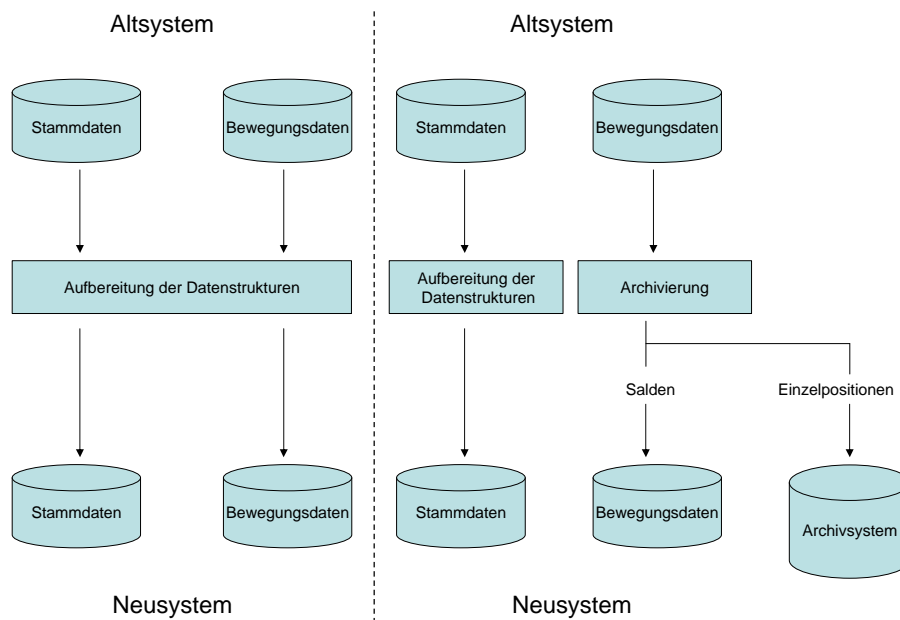 Altsystem
Altsystem
Stammdaten
Bewegungsdaten
Stammdaten
Bewegungsdaten
Aufbereitung der Datenstrukturen
Aufbereitung der
Datenstrukturen
Archivierung
Salden
Einzelpositionen
Stammdaten
Bewegungsdaten
Stammdaten
Bewegungsdaten
Archivsystem
Neusystem
Neusystem